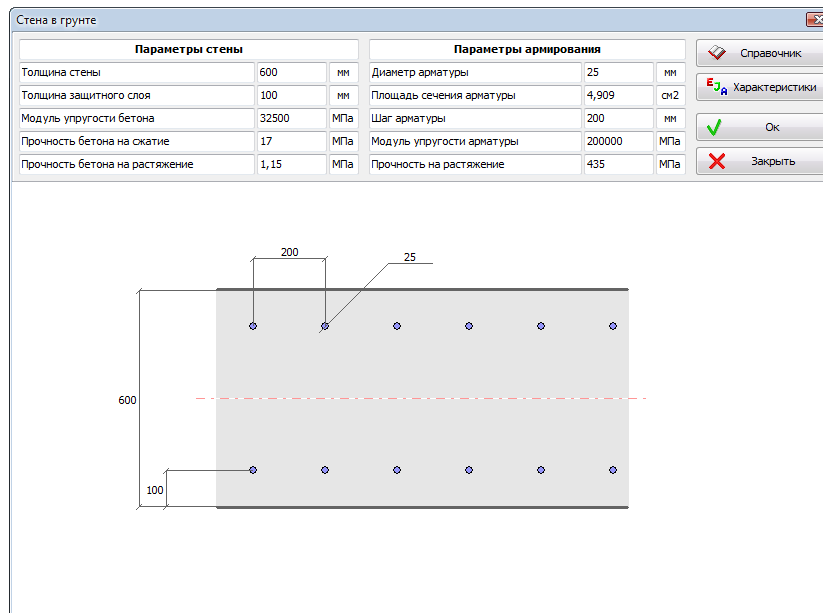 Стена в грунте
Параметры стены
Толщина стены 600 мм
Толщина защитного слоя 100 мм
Модуль упругости бетона 32500 МПа
Прочность бетона на сжатие 17 МПа
Прочность бетона на растяжение 1,15 МПа
Параметры армирования
Диаметр арматуры 25 мм
Площадь сечения арматуры 4,909 см2
Шаг арматуры 200 мм
Модуль упругости арматуры 200000 МПа
Прочность на растяжение 435 МПа
Справочник
EJA Характеристики
Ок
Закрыть
200
25
600
100